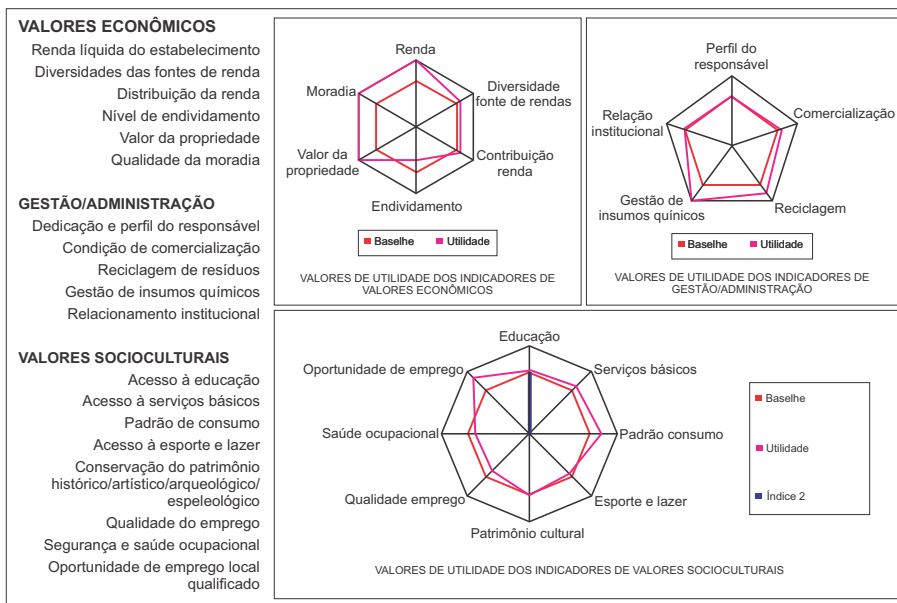 VALORES ECONÔMICOS
Renda líquida do estabelecimento
Diversidades das fontes de renda
Distribuição da renda
Nível de endividamento
Valor da propriedade
Qualidade da moradia
GESTÃO/ADMINISTRAÇÃO
Dedicação e perfil do responsável
Condição de comercialização
Reciclagem de resíduos
Gestão de insumos químicos
Relacionamento institucional
VALORES SOCIOCULTURAIS
Acesso à educação
Acesso à serviços básicos
Padrão de consumo
Acesso à esporte e lazer
Conservação do patrimônio
histórico/artístico/arqueológico/
espeleológico
Qualidade do emprego
Segurança e saúde ocupacional
Oportunidade de emprego local
qualificado
Renda
Diversidade
fonte de rendas
Contribuição
renda
Endividamento
Valor da
propriedade
Moradia
Baselhe
Utilidade
VALORES DE UTILIDADE DOS INDICADORES DE
VALORES ECONÔMICOS
Perfil do
responsável
Comercialização
Reciclagem
Gestão de
insumos quínicos
Relação
institucional
Baselhe
Utilidade
VALORES DE UTILIDADE DOS INDICADORES DE
GESTÃO/ADMINISTRAÇÃO
Educação
Serviços básicos
Padrão consumo
Esporte e lazer
Patrimônio cultural
Qualidade emprego
Saúde ocupacional
Oportunidade de emprego
Baselhe
Utilidade
Índice 2
VALORES DE UTILIDADE DOS INDICADORES DE VALORES SOCIOCULTURAIS